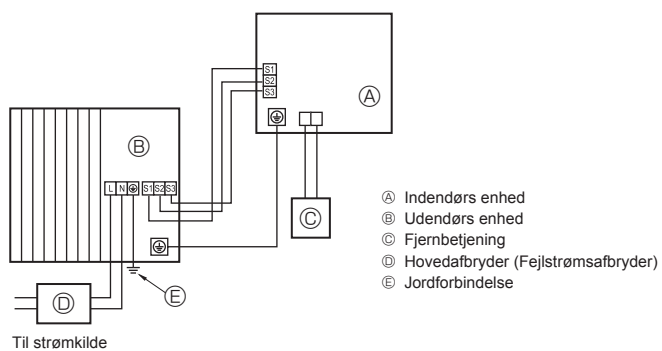 S1
S2
S3
Ⓐ
Ⓑ
L N S1 S2 S3
Ⓒ
Ⓓ
Ⓔ
Til strømkilde
Ⓐ Indendørs enhed
Ⓑ Udendørs enhed
Ⓒ Fjernbetjening
Ⓓ Hovedafbryder (Fejlstrømsafbryder)
Ⓔ Jordforbindelse